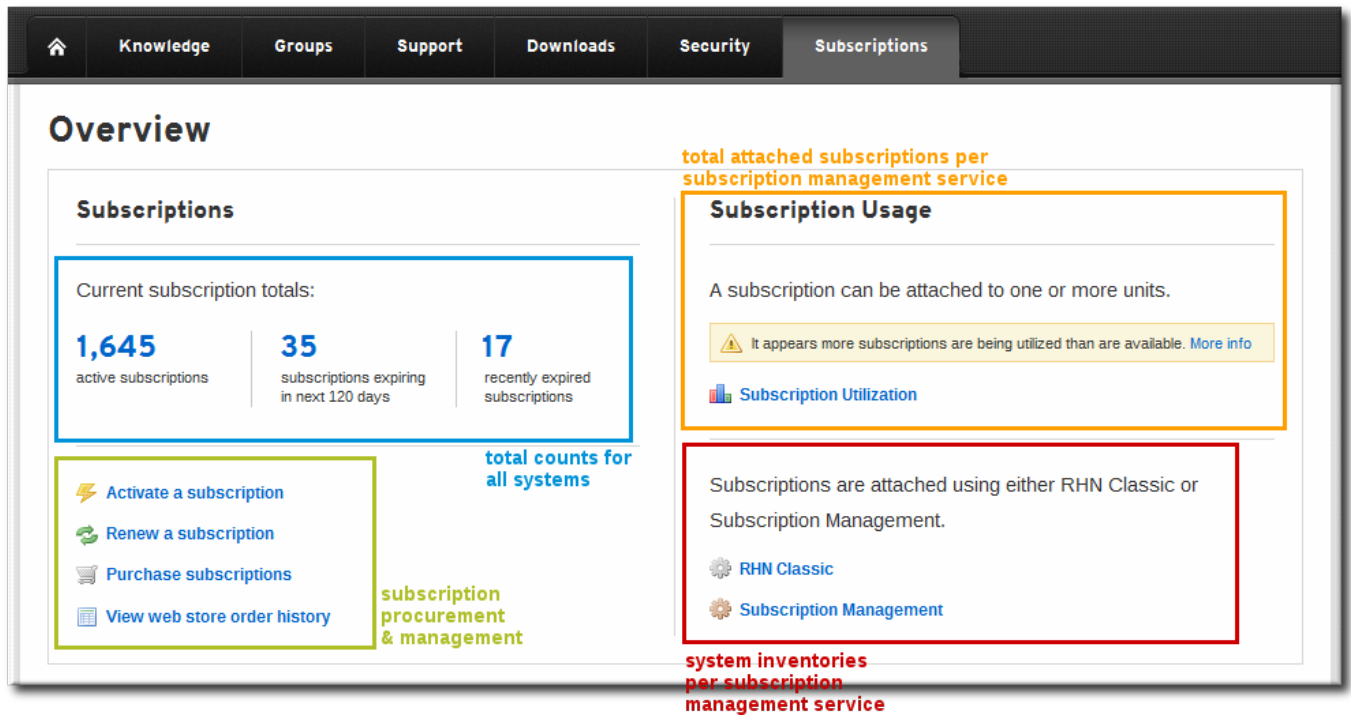 Knowledge Groups Support Downloads Security Subscriptions
Overview
total attached subscriptions per
subscription management service
Subscriptions
Current subscription totals:
1,645
active subscriptions
35
subscriptions expiring
in next 120 days
17
recently expired
subscriptions
total counts for
all systems
Activate a subscription
Renew a subscription
Purchase subscriptions
View web store order history
subscription
procurement
& management
Subscription Usage
A subscription can be attached to one or more units.
It appears more subscriptions are being utilized than are available. More info
Subscription Utilization
Subscriptions are attached using either RHN Classic or
Subscription Management.
RHN Classic
Subscription Management
system inventories
per subscription
management service